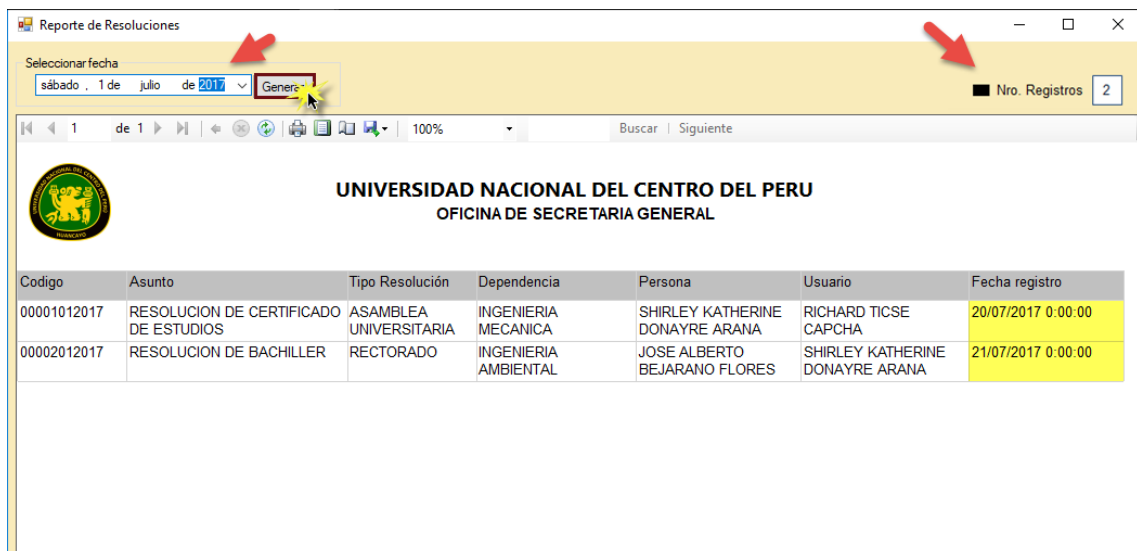 Reporte de Resoluciones
Seleccionar fecha
sábado , 1 de julio de 2017
Nro. Registros 2
1 de 1 100% Buscar | Siguiente
UNIVERSIDAD NACIONAL DEL CENTRO DEL PERU
OFICINA DE SECRETARIA GENERAL
HUANCAYO
Codigo Asunto Tipo Resolución Dependencia Persona Usuario Fecha registro
00001012017 RESOLUCION DE CERTIFICADO ASAMBLEA INGENIERIA SHIRLEY KATHERINE RICHARD TICSE 20/07/2017 0:00:00
DE ESTUDIOS UNIVERSITARIA MECANICA DONAYRE ARANA CAPCHA
00002012017 RESOLUCION DE BACHILLER RECTORADO INGENIERIA JOSE ALBERTO SHIRLEY KATHERINE 21/07/2017 0:00:00
AMBIENTAL BEJARANO FLORES DONAYRE ARANA